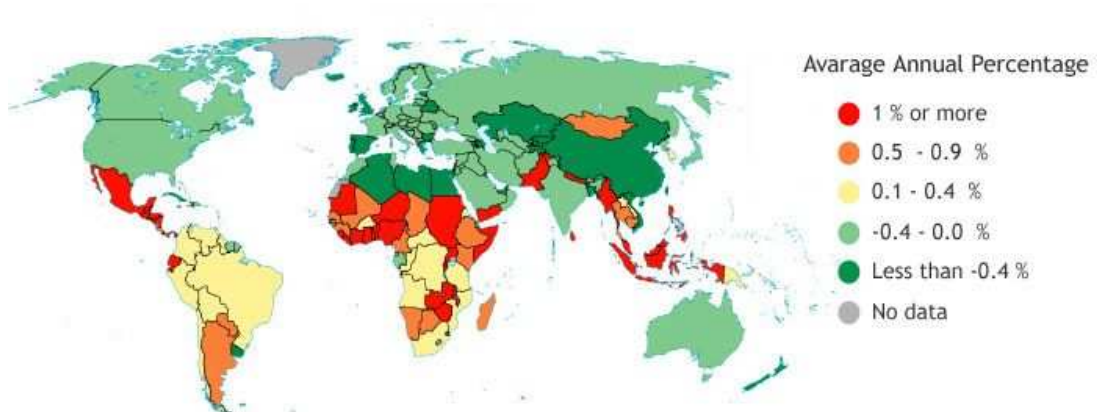 Avarage Annual Percentage
1 % or more
0.5 - 0.9 %
0.1 - 0.4 %
-0.4 - 0.0 %
Less than -0.4 %
No data